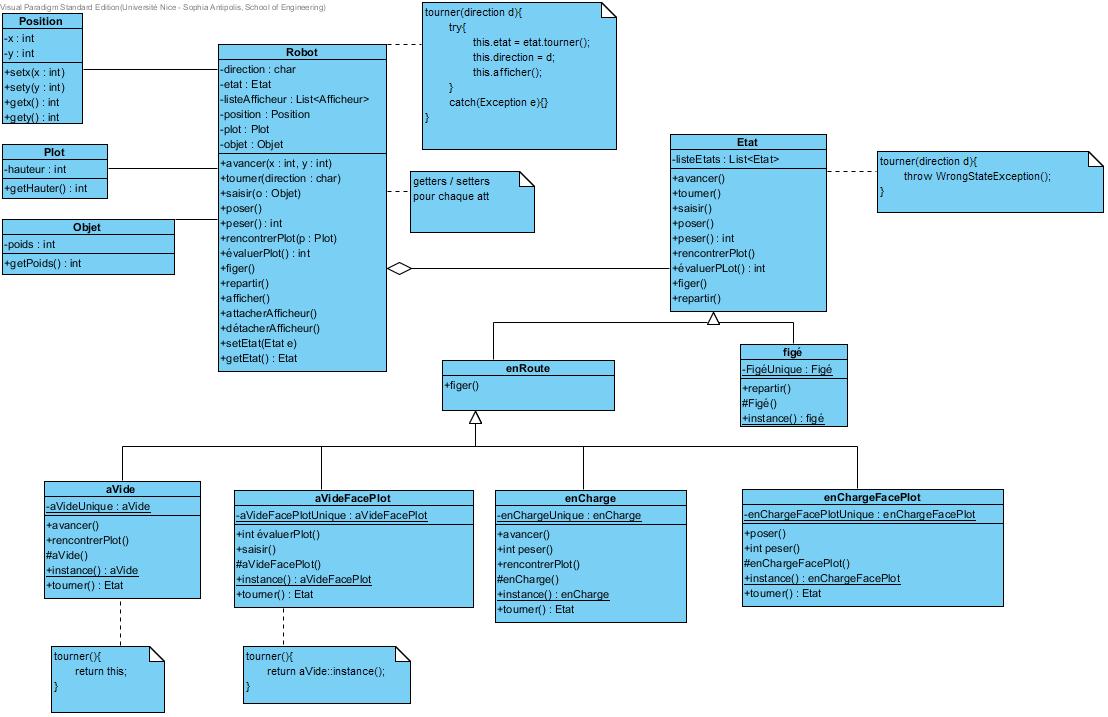 Visual Paradigm Standard Edition(Université Nice - Sophia Antipolis, School of Engineering)
Position
-x : int
-y : int
+setx(x : int)
+sety(y : int)
+getx() : int
+gety() : int
Plot
-hauteur : int
+getHauter() : int
Objet
-poids : int
+getPoids() : int
Robot
-direction : char
-etat : Etat
-listeAfficheur : List<Afficheur>
-position : Position
-plot : Plot
-objet : Objet
+avancer(x : int, y : int)
+tourner(direction : char)
+saisir(o : Objet)
+poser()
+peser() : int
+rencontrerPlot(p : Plot)
+évaluerPlot() : int
+figer()
+repartir()
+afficher()
+attacherAfficheur()
+détacherAfficheur()
+setEtat(Etat e)
+getEtat() : Etat
tourner(direction d){
try{
this.etat = etat.tourner();
this.direction = d;
this.afficher();
}
catch(Exception e){}
}
getters / setters
pour chaque att
Etat
-listeEtats : List<Etat>
+avancer()
+tourner()
+saisir()
+poser()
+peser() : int
+rencontrerPlot()
+évaluerPLot() : int
+figer()
+repartir()
tourner(direction d){
throw WrongStateException();
}
enRoute
+figer()
figé
-FigéUnique : Figé
+repartir()
#Figé()
+instance() : figé
aVide
-aVideUnique : aVide
+avancer()
+rencontrerPlot()
#aVide()
+instance() : aVide
+tourner() : Etat
aVideFacePlot
-aVideFacePlotUnique : aVideFacePlot
+int évaluerPlot()
+saisir()
#aVideFacePlot()
+instance() : aVideFacePlot
+tourner() : Etat
enCharge
-enChargeUnique : enCharge
+avancer()
+int peser()
+rencontrerPlot()
#enCharge()
+instance() : enCharge
+tourner() : Etat
enChargeFacePlot
-enChargeFacePlotUnique : enChargeFacePlot
+poser()
+int peser()
#enChargeFacePlot()
+instance() : enChargeFacePlot
+tourner() : Etat
tourner(){
return this;
}
tourner(){
return aVide::instance();
}